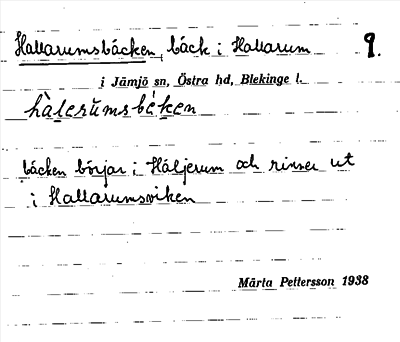 Hallarumsbäcken, bäck i Hallarum 9.
i Jämjö sn, Östra hd, Blekinge l.
hàlerŭmsbéken
bäcken börjar i Häljerum och rinner ut
i Hallarumsviken
Märta Pettersson 1938